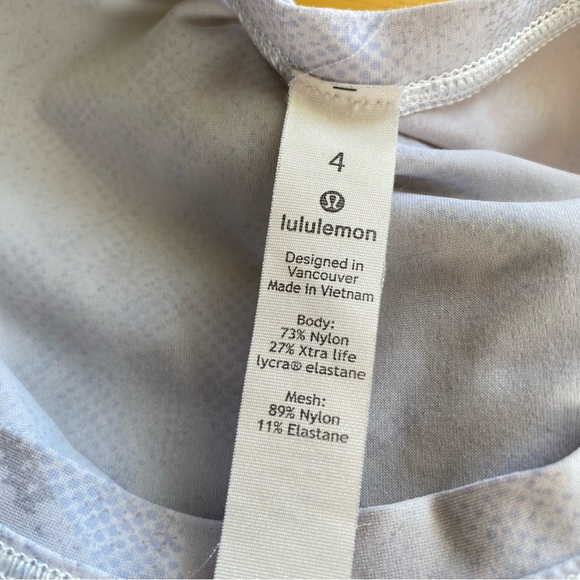 4
lululemon
Designed in
Vancouver
Made in Vietnam
Body:
73% Nylon
27% Xtra life
lycra® elastane
Mesh:
89% Nylon
11% Elastane